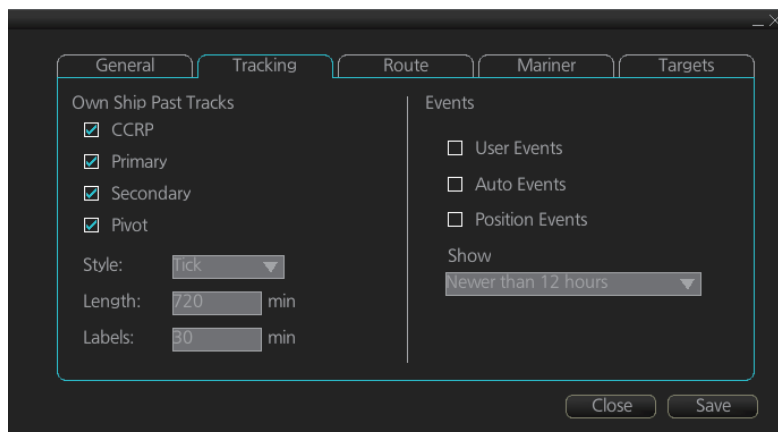 General
Tracking
Route
Mariner
Targets
Own Ship Past Tracks
CCRP
Primary
Secondary
Pivot
Style: Tick
Length: 720 min
Labels: 30 min
Events
User Events
Auto Events
Position Events
Show
Newer than 12 hours
Close
Save